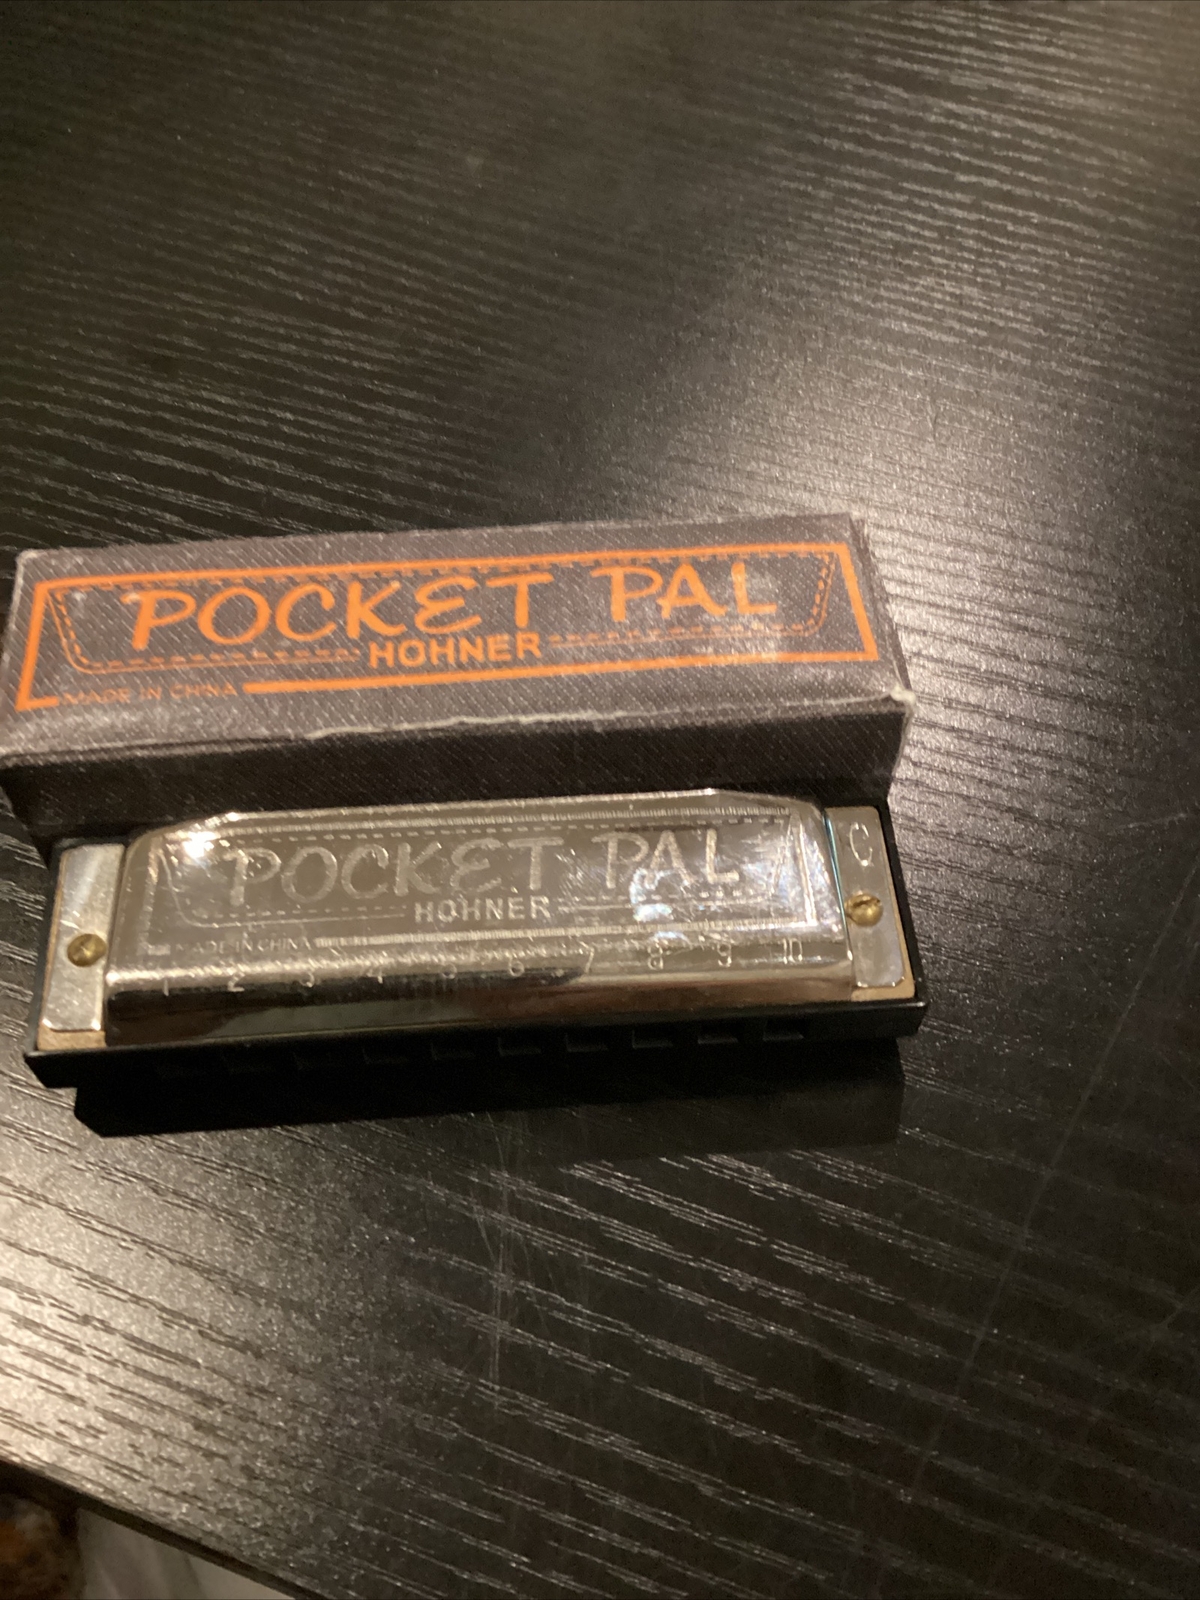 POCKET PAL
HOHNER
MADE IN CHINA
C
POCKET PAL
HOHNER
MADE IN CHINA
1 2 3 4 5 6 7 8 9 10